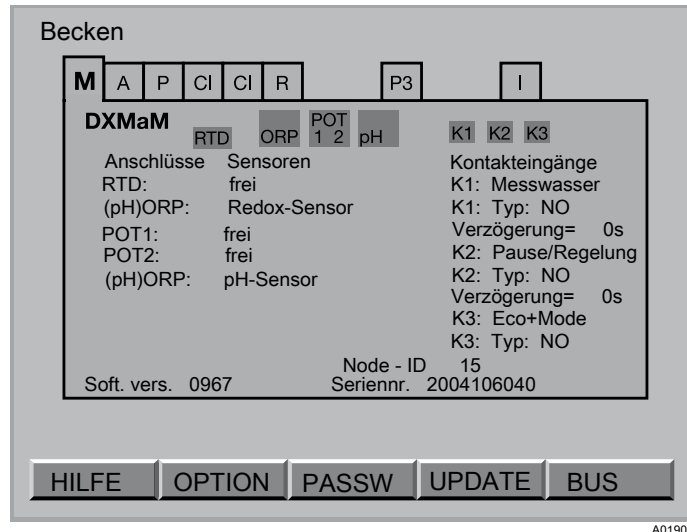 Becken
M A P Cl Cl R P3 I
DXMaM RTD ORP POT 1 2 pH K1 K2 K3
Anschlüsse Sensoren
RTD: frei
(pH)ORP: Redox-Sensor
POT1: frei
POT2: frei
(pH)ORP: pH-Sensor
Kontakteingänge
K1: Messwasser
K1: Typ: NO
Verzögerung= 0s
K2: Pause/Regelung
K2: Typ: NO
Verzögerung= 0s
K3: Eco+Mode
K3: Typ: NO
Node - ID 15
Soft. vers. 0967 Seriennr. 2004106040
HILFE OPTION PASSW UPDATE BUS
A0190